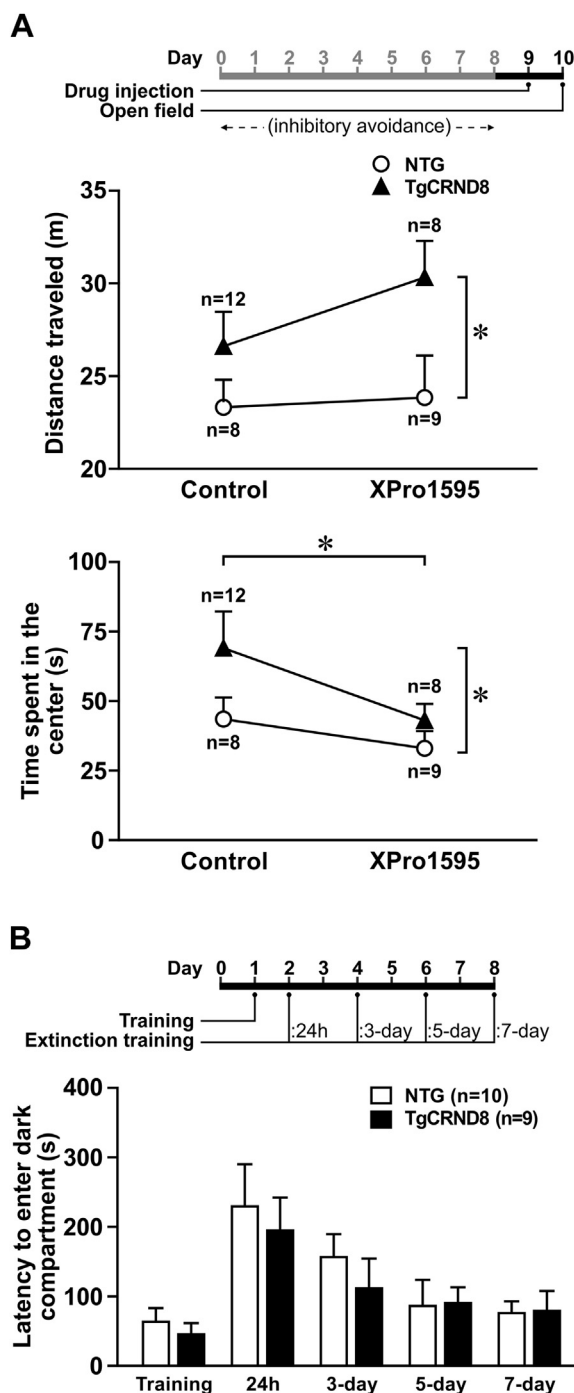 A
Day 0 1 2 3 4 5 6 7 8 9 10
Drug injection
Open field
(inhibitory avoidance)
NTG
TgCRND8
35
30
25
20
Distance traveled (m)
n=12
n=8
n=8
n=9
*
Control XPro1595
100
75
50
25
0
Time spent in the
center (s)
*
n=12
n=8
n=8
n=9
*
Control XPro1595
B
Day 0 1 2 3 4 5 6 7 8
Training
Extinction training :24h :3-day :5-day :7-day
400
300
200
100
0
Latency to enter dark
compartment (s)
NTG (n=10)
TgCRND8 (n=9)
Training 24h 3-day 5-day 7-day